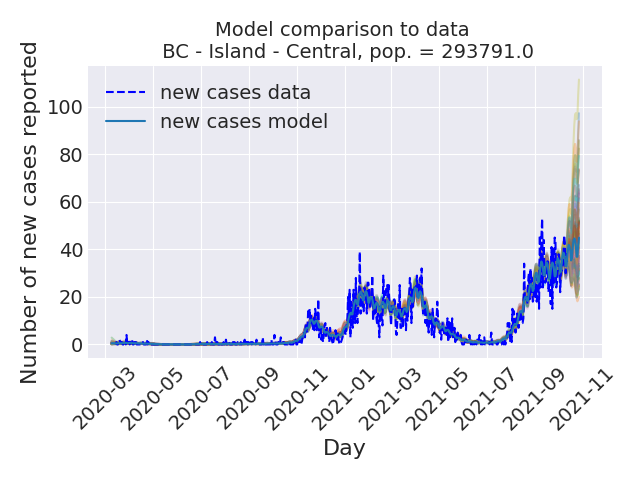 Model comparison to data
BC - Island - Central, pop. = 293791.0
Number of new cases reported
100
80
60
40
20
0
new cases data
new cases model
2020-03
2020-05
2020-07
2020-09
2020-11
2021-01
2021-03
2021-05
2021-07
2021-09
2021-11
Day